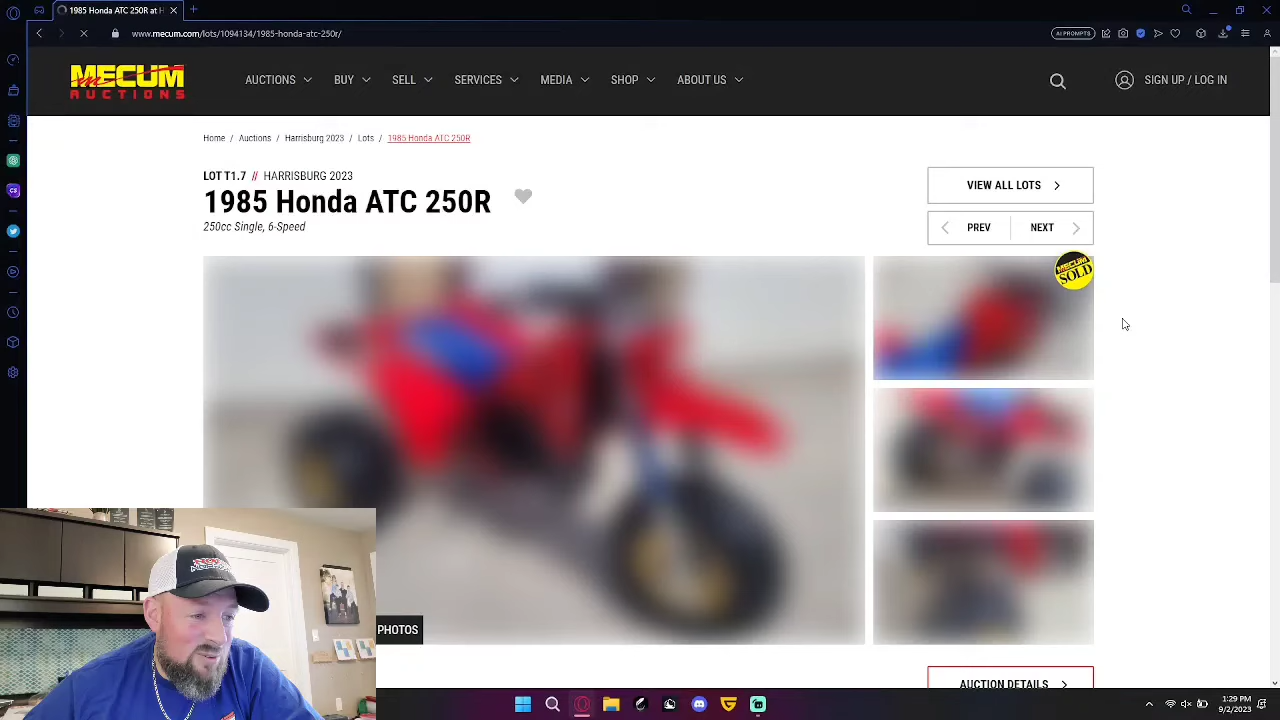 1985 Honda ATC 250R at H
www.mecum.com/lots/1094134/1985-honda-atc-250r/
AI PROMPTS
MECUM
AUCTIONS
AUCTIONS
BUY
SELL
SERVICES
MEDIA
SHOP
ABOUT US
SIGN UP / LOG IN
Home / Auctions / Harrisburg 2023 / Lots / 1985 Honda ATC 250R
LOT T1.7 // HARRISBURG 2023
1985 Honda ATC 250R
250cc Single, 6-Speed
VIEW ALL LOTS
PREV
NEXT
MECUM
SOLD
PHOTOS
AUCTION DETAILS
1:29 PM
9/2/2023